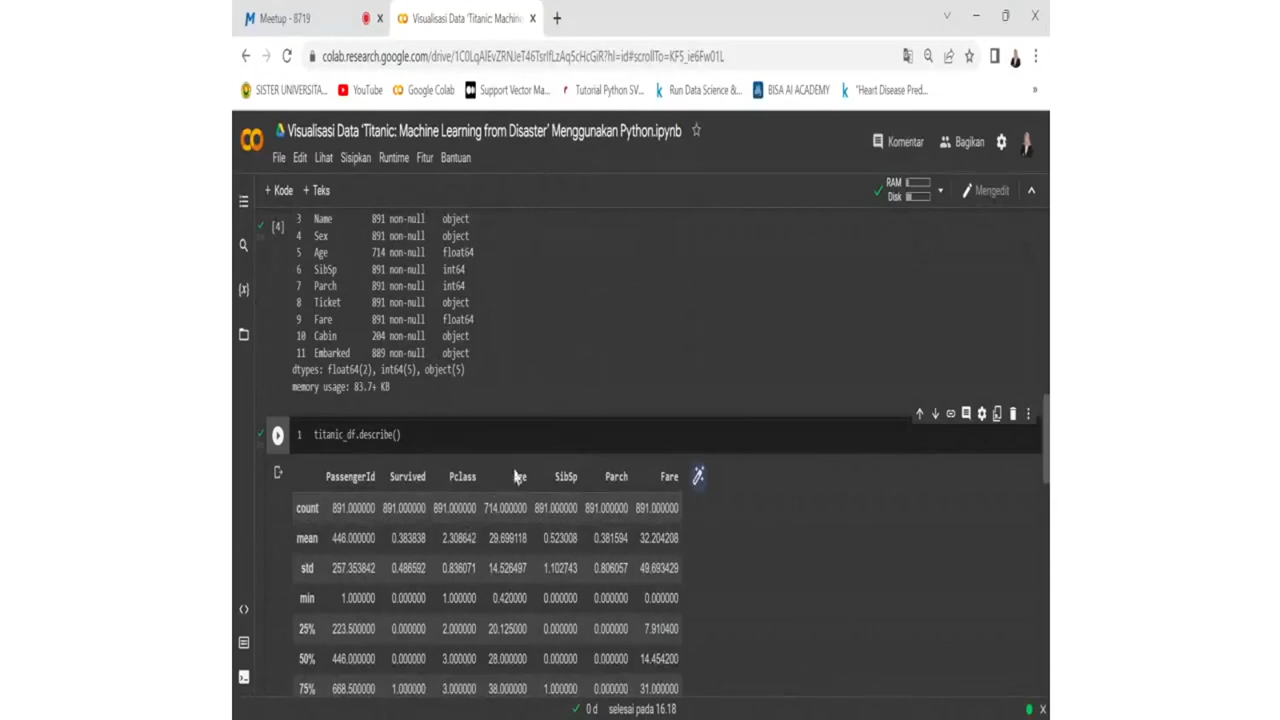 Meetup - 8719
Visualisasi Data 'Titanic: Machine
colab.research.google.com/drive/1C0LqAlEvZRNJeT46TsrlfLzAq5cHcGiR?hl=id#scrollTo=KF5_ie6Fw01L
SISTER UNIVERSITA... YouTube Google Colab Support Vector Ma... Tutorial Python SV... Run Data Science &... BISA AI ACADEMY "Heart Disease Pred... »
Visualisasi Data 'Titanic: Machine Learning from Disaster' Menggunakan Python.ipynb
Komentar Bagikan
File Edit Lihat Sisipkan Runtime Fitur Bantuan
+ Kode + Teks
RAM
Disk
Mengedit
[4]
3 Name 891 non-null object
4 Sex 891 non-null object
5 Age 714 non-null float64
6 SibSp 891 non-null int64
7 Parch 891 non-null int64
8 Ticket 891 non-null object
9 Fare 891 non-null float64
10 Cabin 204 non-null object
11 Embarked 889 non-null object
dtypes: float64(2), int64(5), object(5)
memory usage: 83.7+ KB
1 titanic_df.describe()
PassengerId Survived Pclass Age SibSp Parch Fare
count 891.000000 891.000000 891.000000 714.000000 891.000000 891.000000 891.000000
mean 446.000000 0.383838 2.308642 29.699118 0.523008 0.381594 32.204208
std 257.353842 0.486592 0.836071 14.526497 1.102743 0.806057 49.693429
min 1.000000 0.000000 1.000000 0.420000 0.000000 0.000000 0.000000
25% 223.500000 0.000000 2.000000 20.125000 0.000000 0.000000 7.910400
50% 446.000000 0.000000 3.000000 28.000000 0.000000 0.000000 14.454200
75% 668.500000 1.000000 3.000000 38.000000 1.000000 0.000000 31.000000
0 d selesai pada 16.18